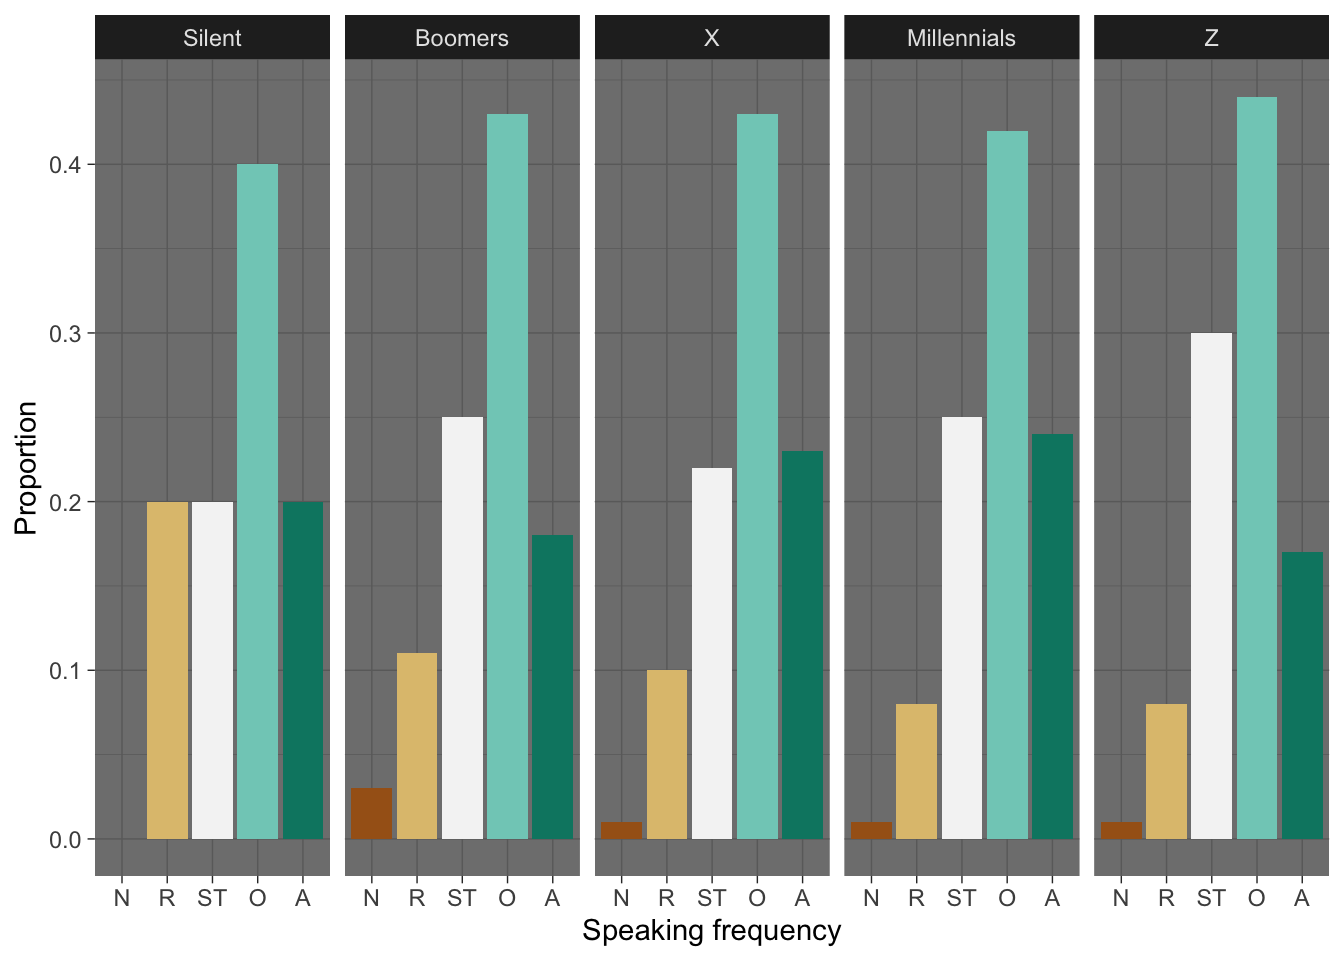 Silent Boomers X Millennials Z
0.4
0.3
0.2
0.1
0.0
Proportion
N R ST O A N R ST O A N R ST O A N R ST O A N R ST O A
Speaking frequency